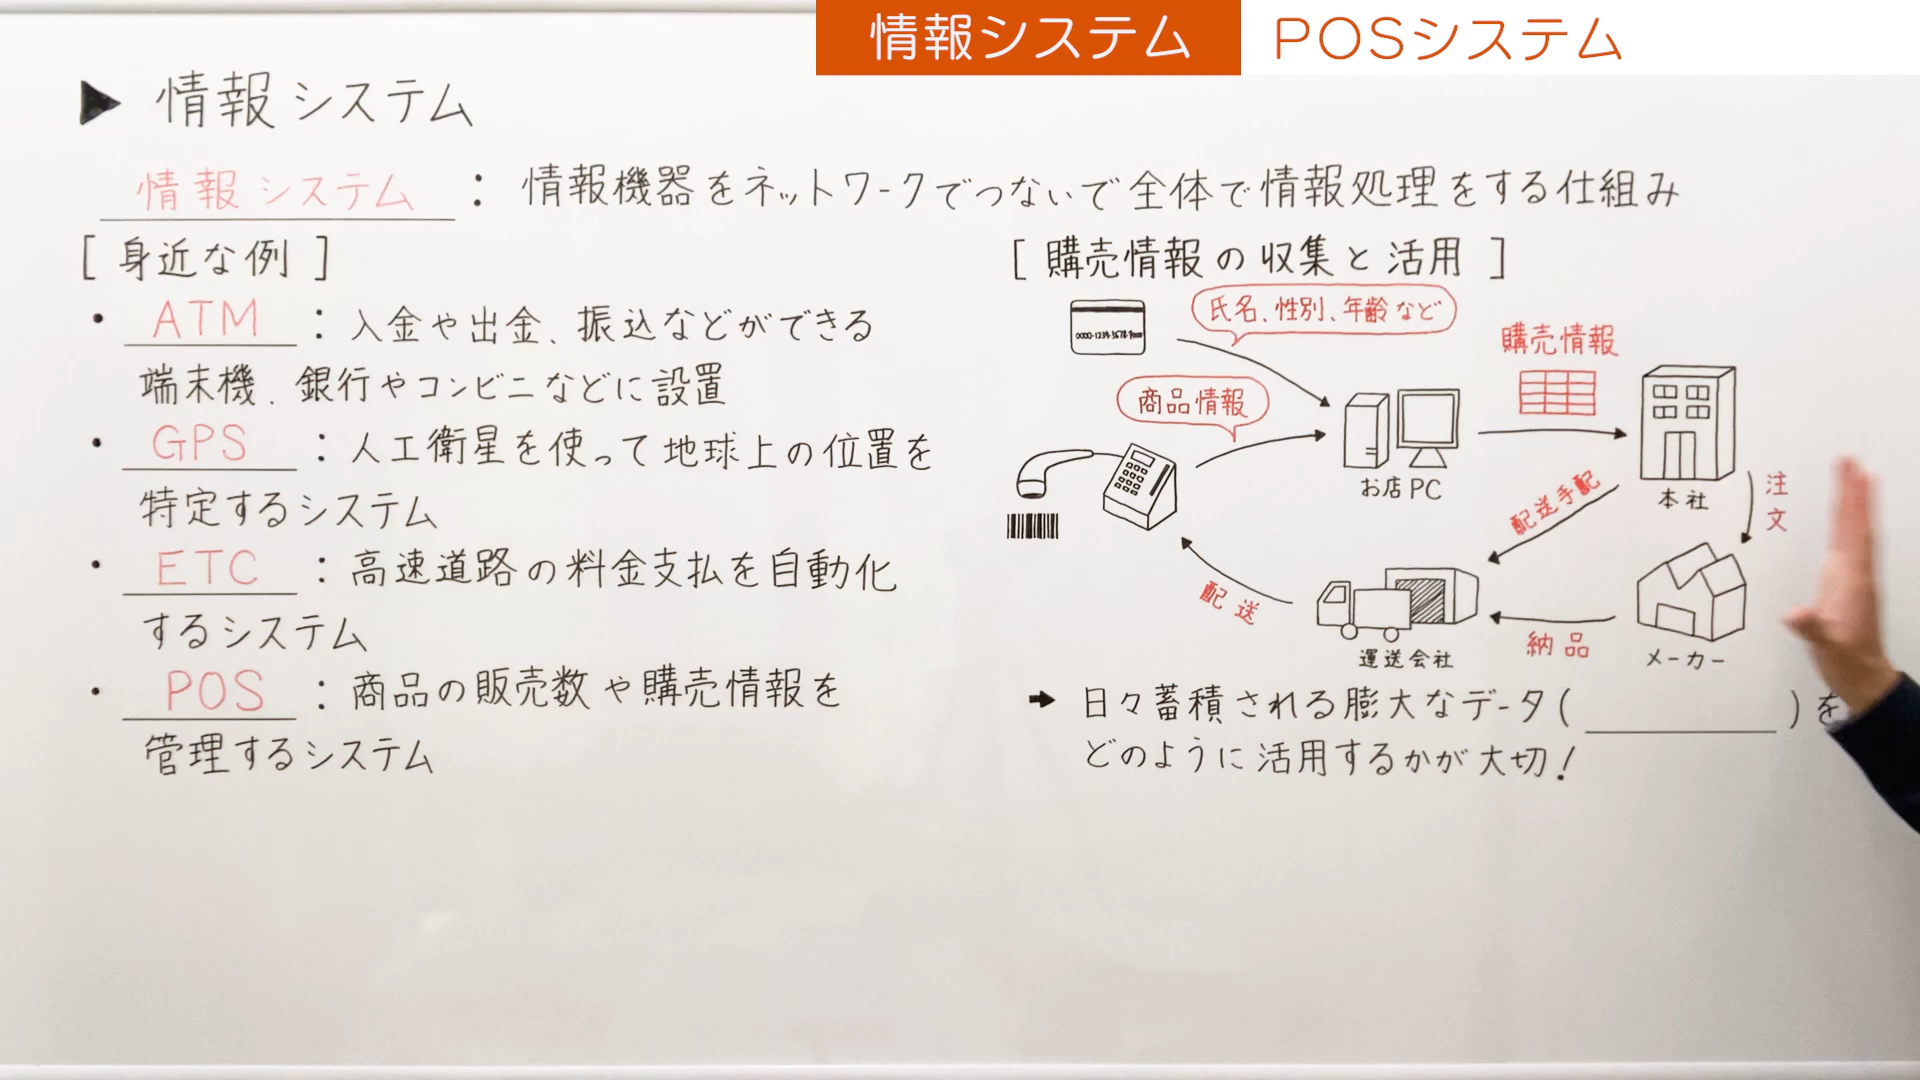 情報システム
POSシステム
▶ 情報システム
情報システム : 情報機器をネットワークでつないで全体で情報処理をする仕組み
[ 身近な例 ]
・ ATM : 入金や出金、振込などができる
端末機、銀行やコンビニなどに設置
・ GPS : 人工衛星を使って地球上の位置を
特定するシステム
・ ETC : 高速道路の料金支払を自動化
するシステム
・ POS : 商品の販売数や購売情報を
管理するシステム
[ 購売情報の収集と活用 ]
氏名、性別、年齢など
購売情報
商品情報
お店PC
本社
注文
配送手配
配送
運送会社
納品
メーカー
➡ 日々蓄積される膨大なデータ( )を
どのように活用するかが大切!